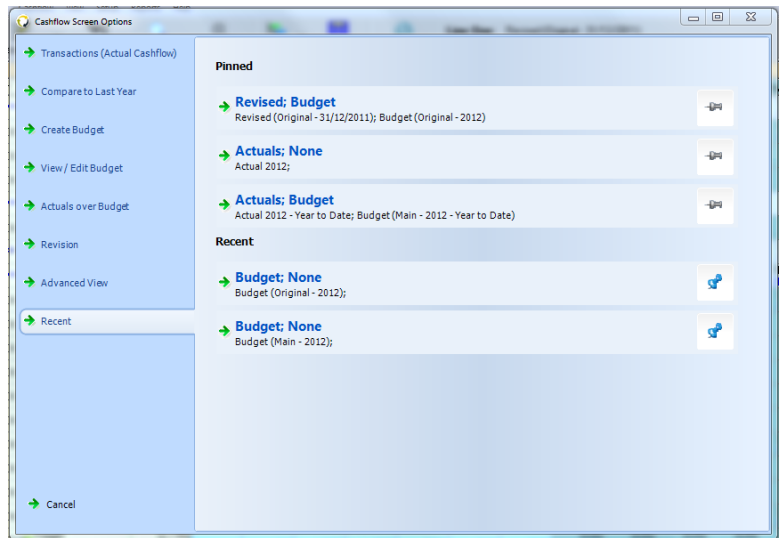 Cashflow Screen Options
Transactions (Actual Cashflow)
Compare to Last Year
Create Budget
View / Edit Budget
Actuals over Budget
Revision
Advanced View
Recent
Cancel
Pinned
Revised; Budget
Revised (Original - 31/12/2011); Budget (Original - 2012)
Actuals; None
Actual 2012;
Actuals; Budget
Actual 2012 - Year to Date; Budget (Main - 2012 - Year to Date)
Recent
Budget; None
Budget (Original - 2012);
Budget; None
Budget (Main - 2012);